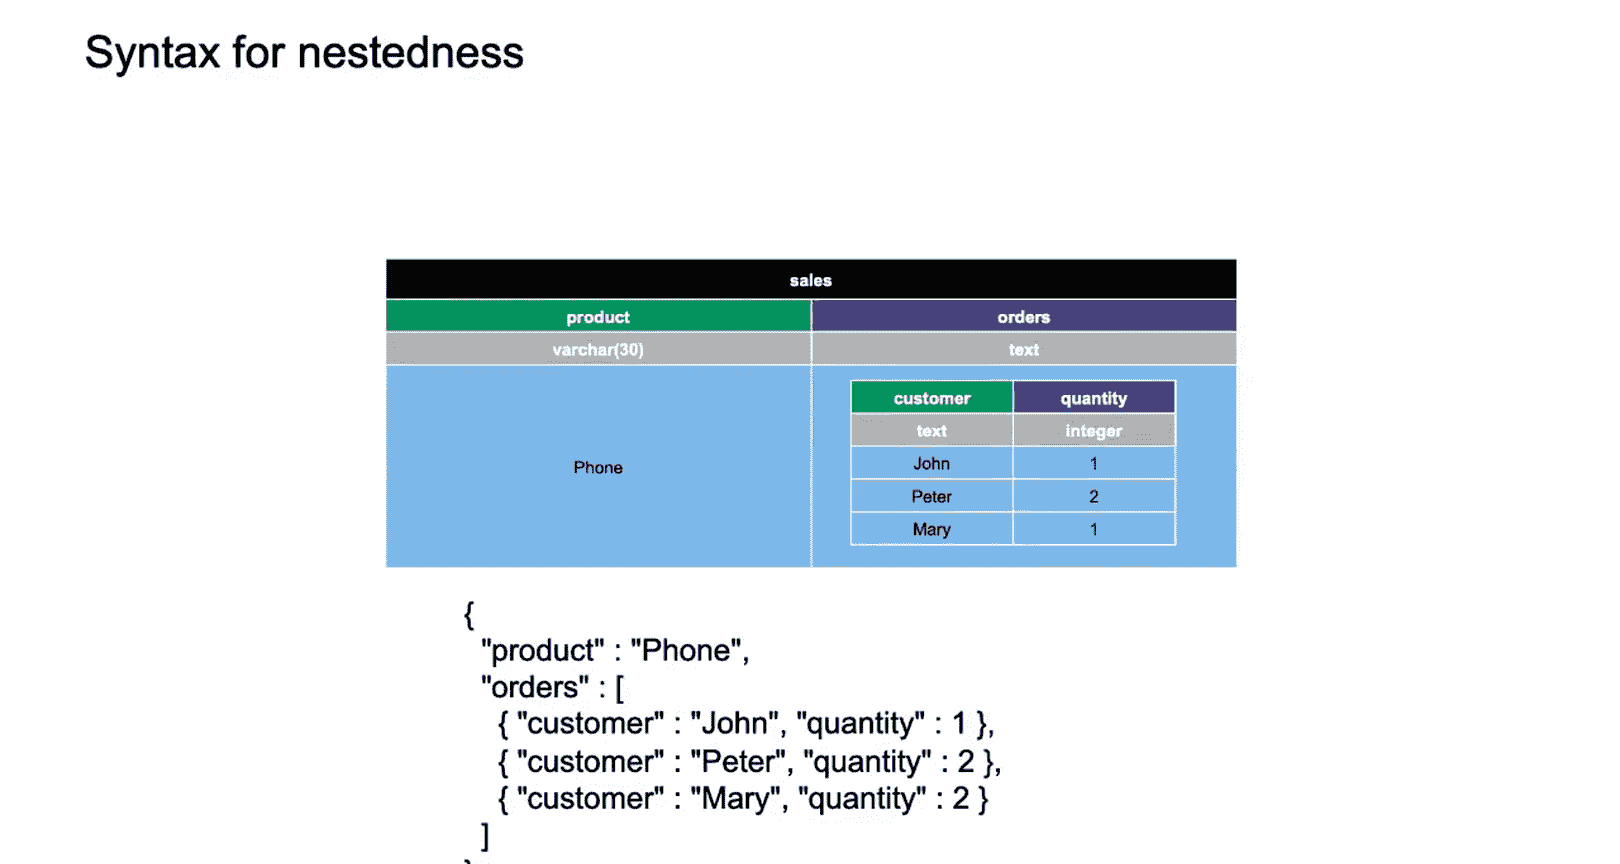 Syntax for nestedness
sales
product orders
varchar(30) text
customer quantity
text integer
John 1
Phone
Peter 2
Mary 1
{
"product" : "Phone",
"orders" : [
{ "customer" : "John", "quantity" : 1 },
{ "customer" : "Peter", "quantity" : 2 },
{ "customer" : "Mary", "quantity" : 2 }
]
}